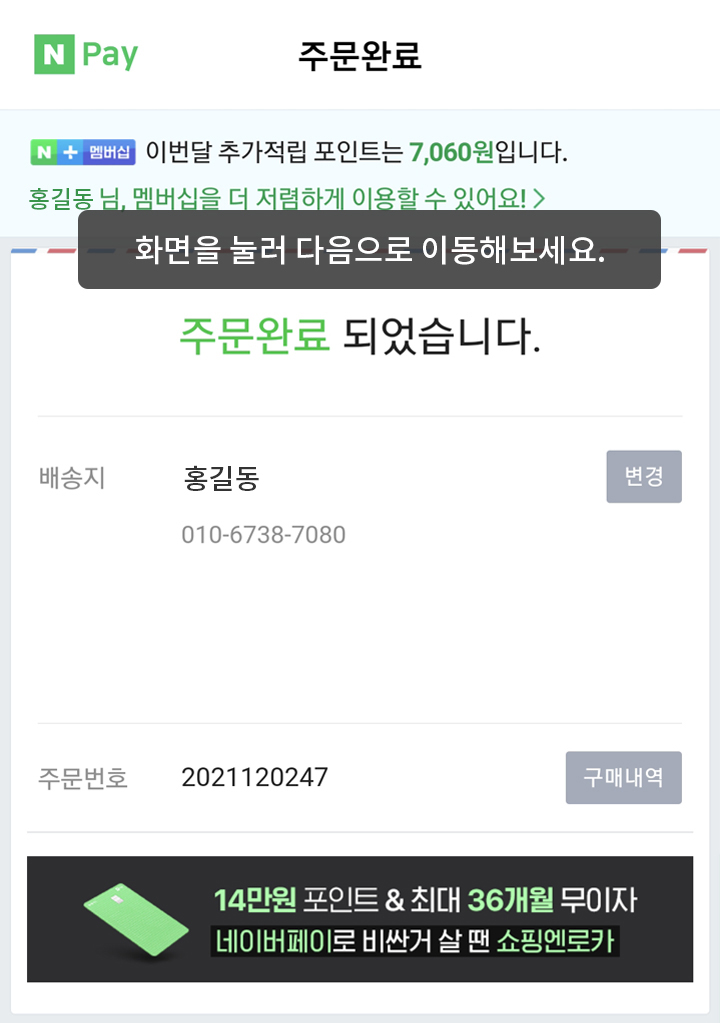 N Pay
주문완료
N + 멤버십 이번달 추가적립 포인트는 7,060원입니다.
홍길동 님, 멤버십을 더 저렴하게 이용할 수 있어요! >
화면을 눌러 다음으로 이동해보세요.
주문완료 되었습니다.
배송지 홍길동 변경
010-6738-7080
주문번호 2021120247 구매내역
14만원 포인트 & 최대 36개월 무이자
네이버페이로 비싼거 살 땐 쇼핑엔로카